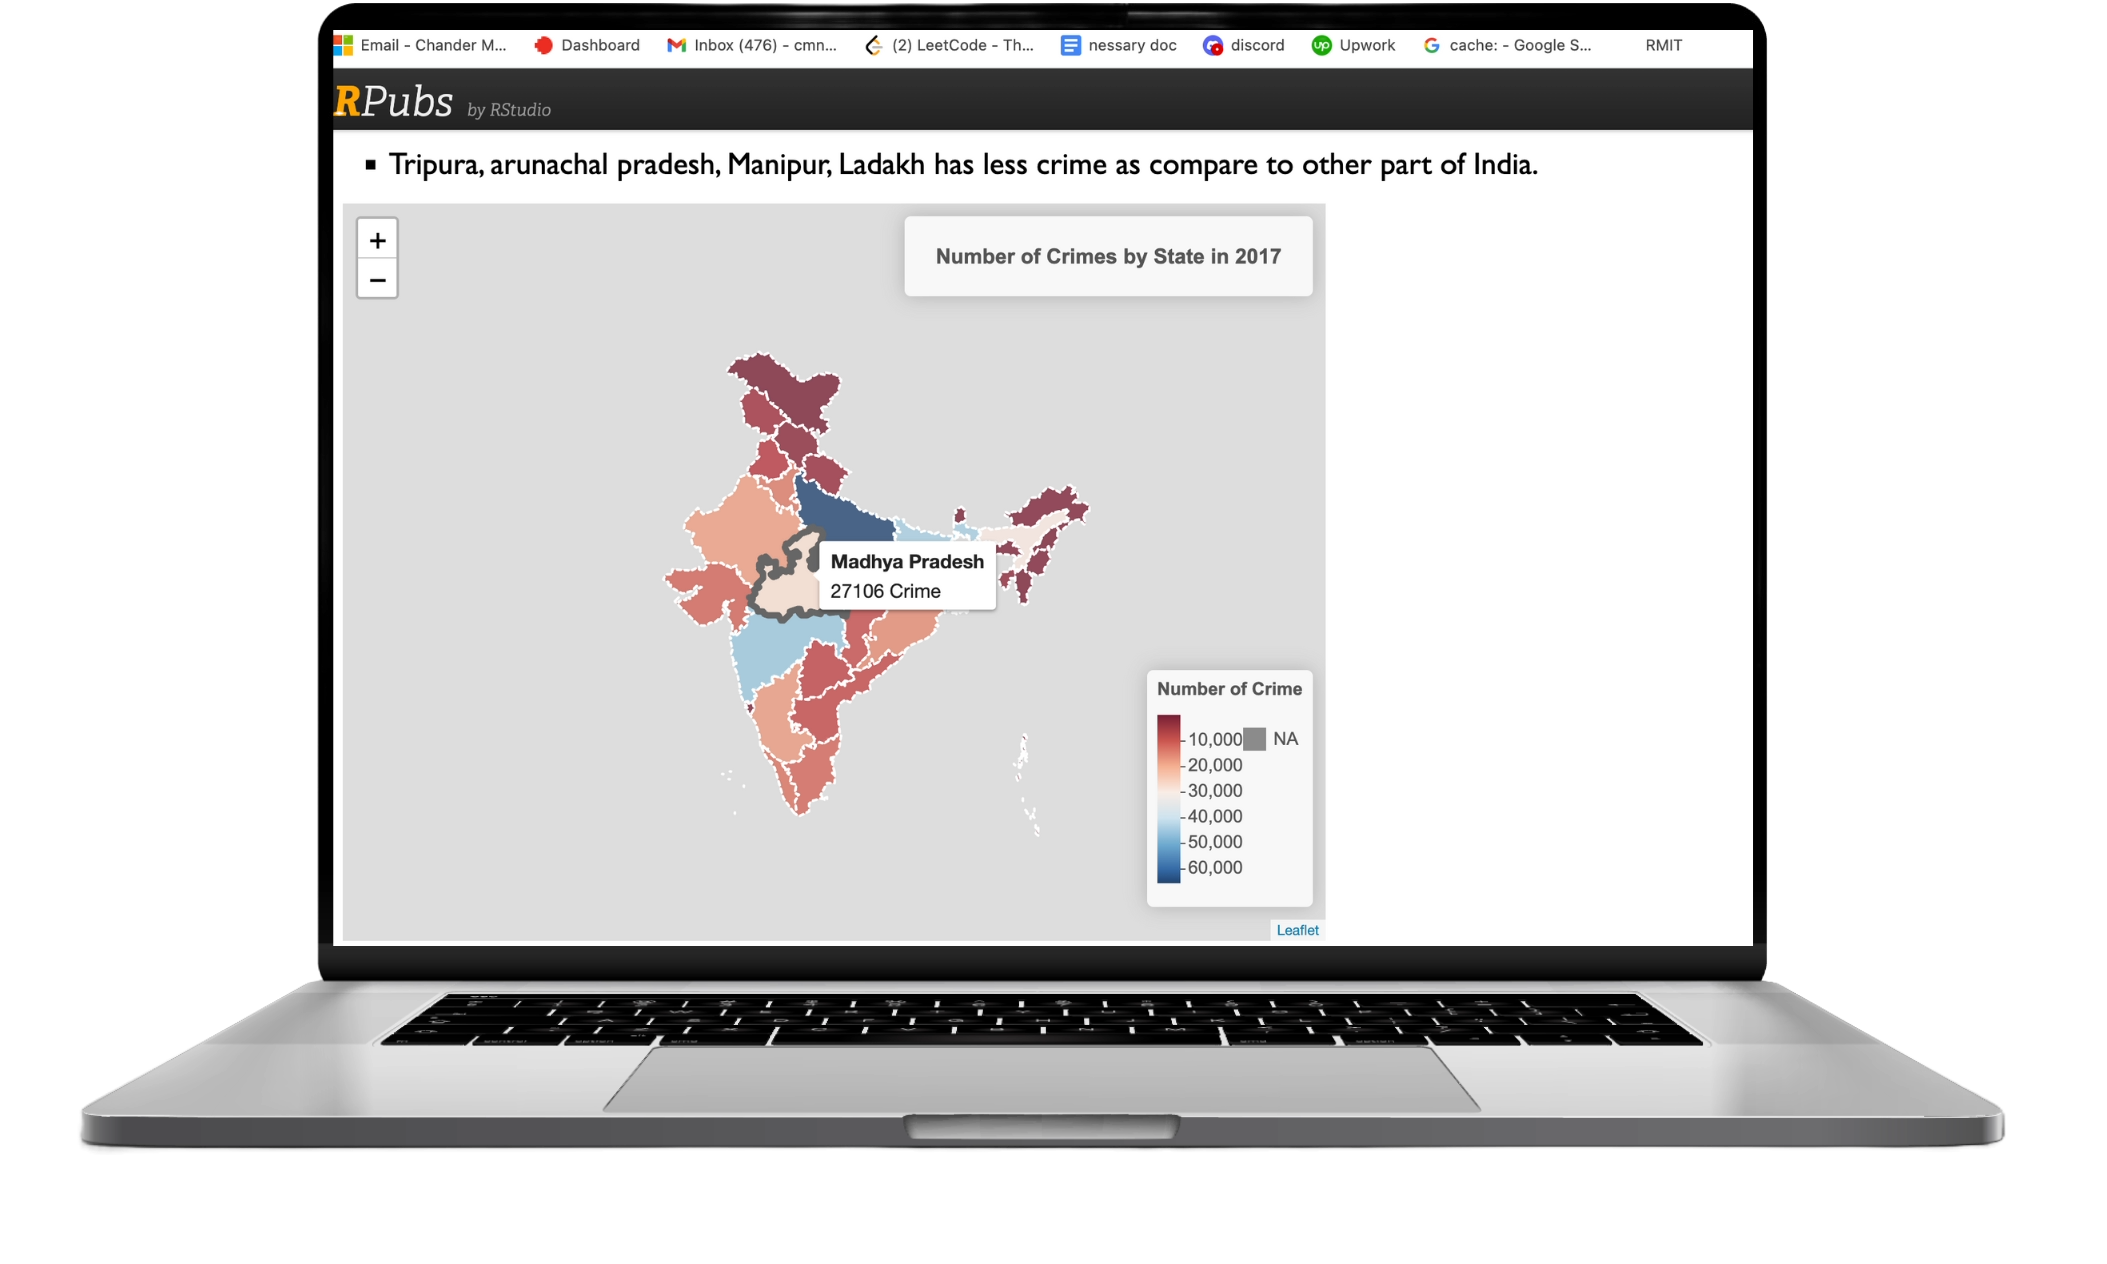 Email - Chander M...
Dashboard
Inbox (476) - cmn...
(2) LeetCode - Th...
nessary doc
discord
up Upwork
cache: - Google S...
RMIT
RPubs by RStudio
▪ Tripura, arunachal pradesh, Manipur, Ladakh has less crime as compare to other part of India.
+
−
Number of Crimes by State in 2017
Madhya Pradesh
27106 Crime
Number of Crime
10,000
NA
20,000
30,000
40,000
50,000
60,000
Leaflet